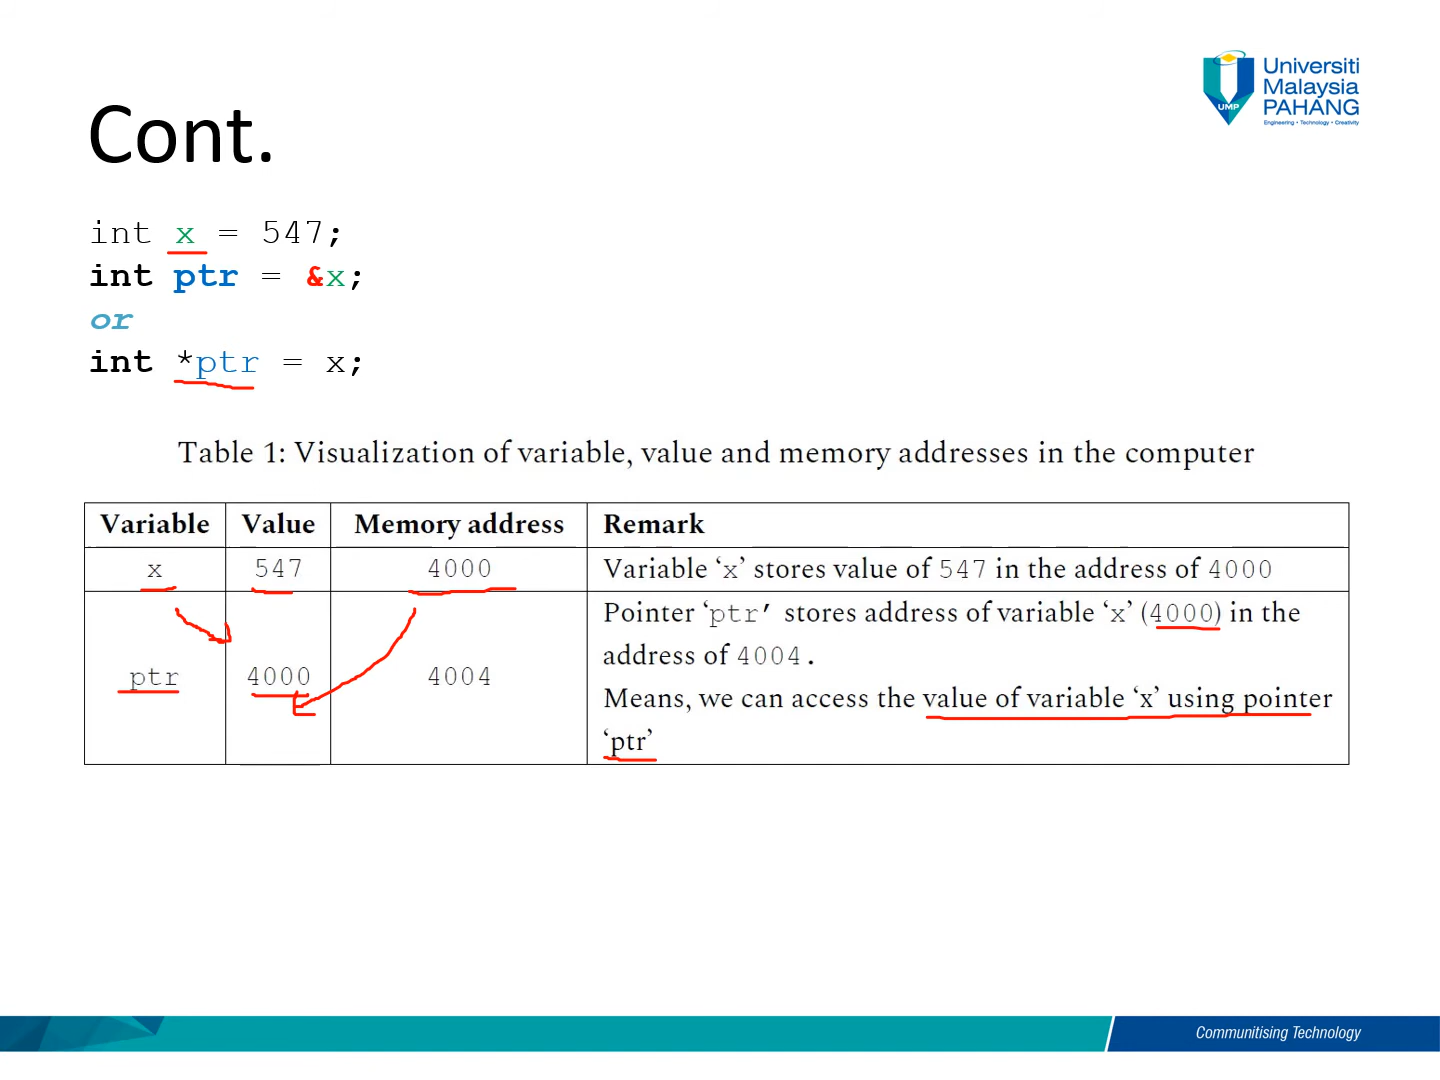 Universiti
Malaysia
PAHANG
UMP
Engineering • Technology • Creativity
Cont.
int x = 547;
int ptr = &x;
or
int *ptr = x;
Table 1: Visualization of variable, value and memory addresses in the computer
Variable Value Memory address Remark
x 547 4000 Variable ‘x’ stores value of 547 in the address of 4000
ptr 4000 4004 Pointer ‘ptr’ stores address of variable ‘x’ (4000) in the
address of 4004.
Means, we can access the value of variable ‘x’ using pointer
‘ptr’
Communitising Technology